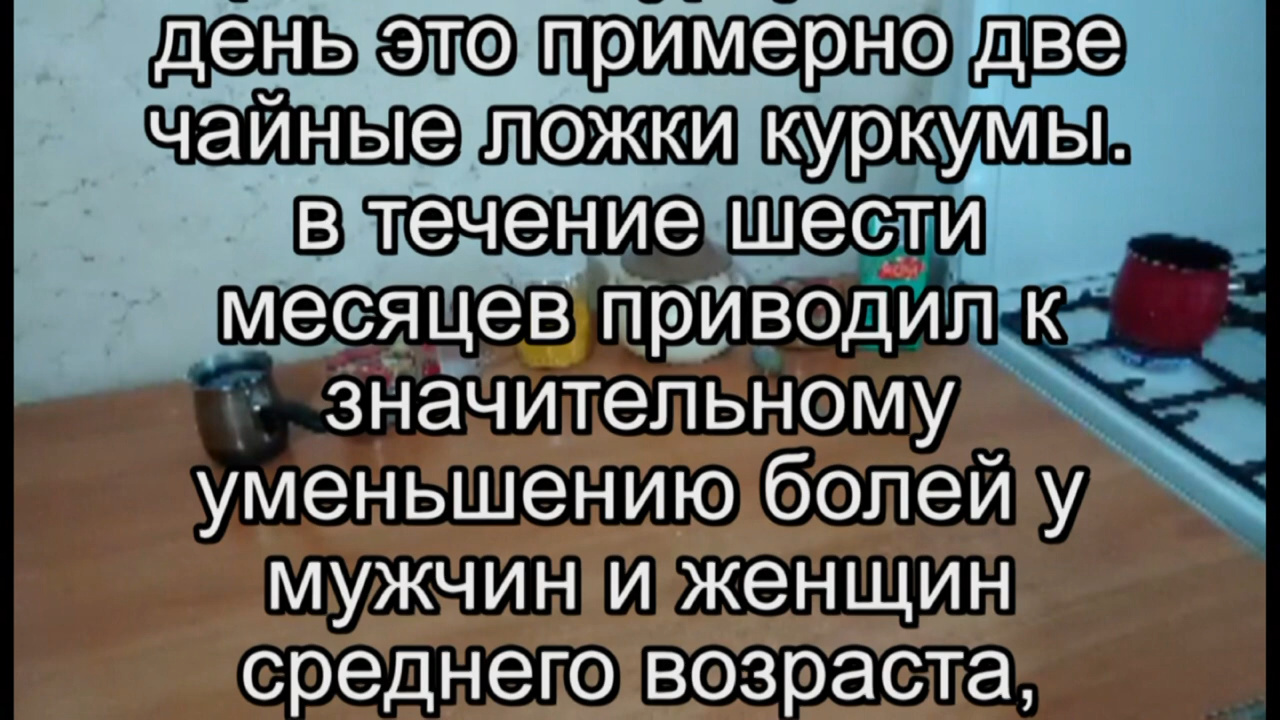 день это примерно две
чайные ложки куркумы.
в течение шести
месяцев приводил к
значительному
уменьшению болей у
мужчин и женщин
среднего возраста,